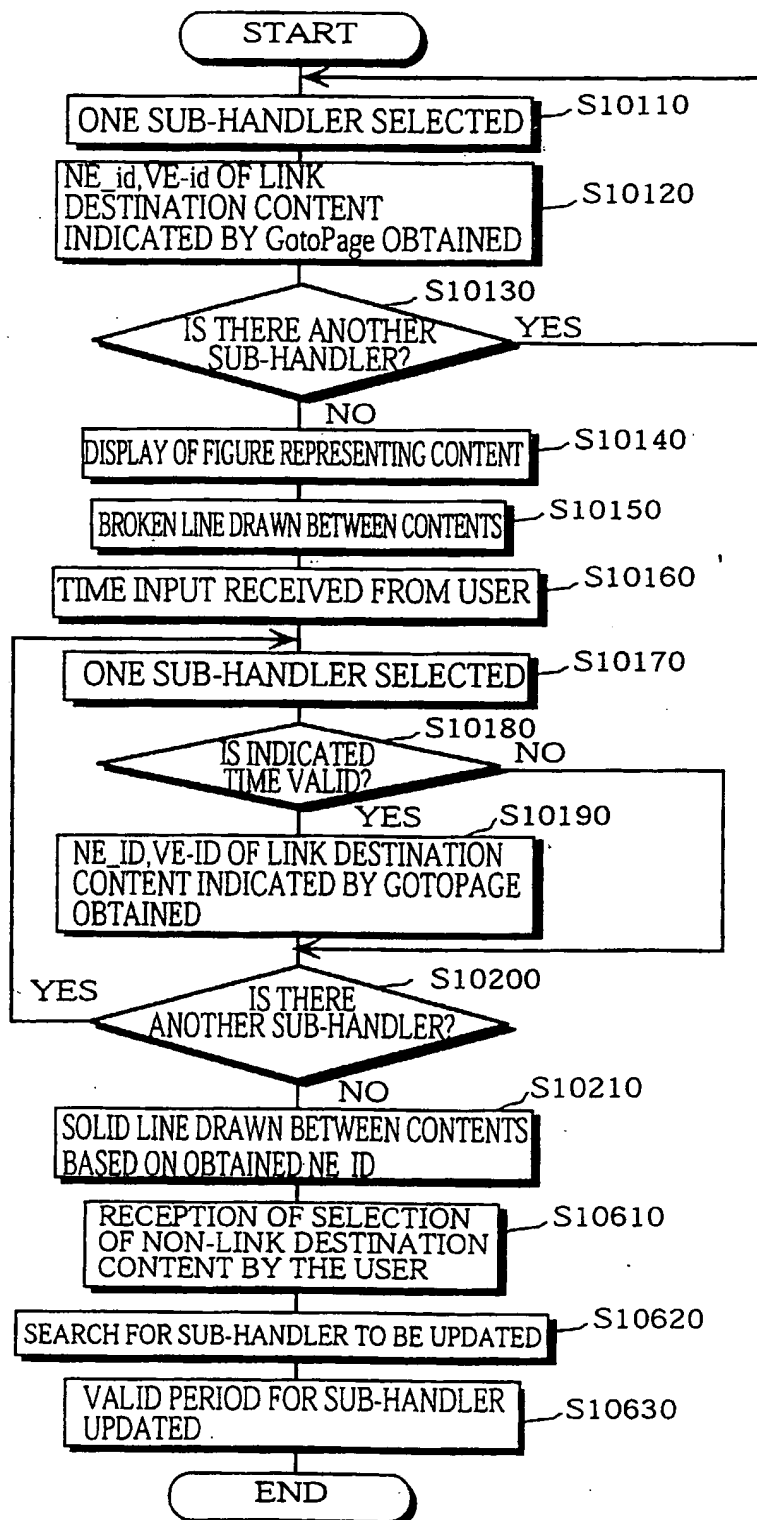 START
ONE SUB-HANDLER SELECTED
S10110
NE_id,VE-id OF LINK
DESTINATION CONTENT
INDICATED BY GotoPage OBTAINED
S10120
S10130
IS THERE ANOTHER
SUB-HANDLER?
YES
NO
DISPLAY OF FIGURE REPRESENTING CONTENT
S10140
BROKEN LINE DRAWN BETWEEN CONTENTS
S10150
TIME INPUT RECEIVED FROM USER
S10160
ONE SUB-HANDLER SELECTED
S10170
S10180
IS INDICATED
TIME VALID?
NO
YES
S10190
NE_ID,VE-ID OF LINK DESTINATION
CONTENT INDICATED BY GOTOPAGE
OBTAINED
S10200
YES
IS THERE
ANOTHER SUB-HANDLER?
NO
S10210
SOLID LINE DRAWN BETWEEN CONTENTS
BASED ON OBTAINED NE_ID
RECEPTION OF SELECTION
OF NON-LINK DESTINATION
CONTENT BY THE USER
S10610
SEARCH FOR SUB-HANDLER TO BE UPDATED
S10620
VALID PERIOD FOR SUB-HANDLER
UPDATED
S10630
END